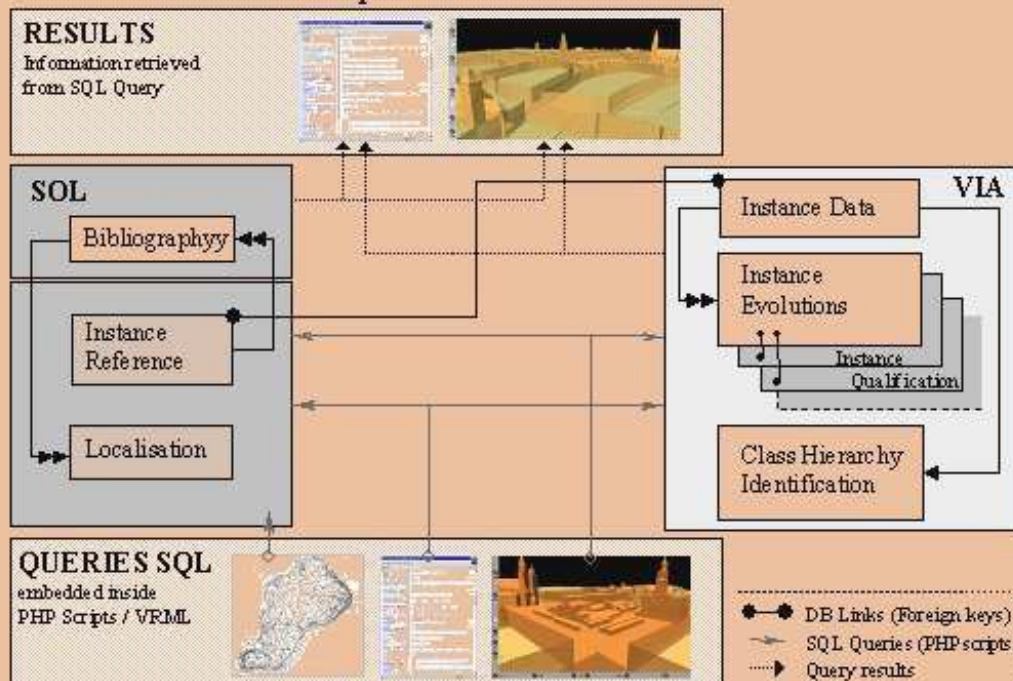 RESULTS
Information retrieved
from SQL Query
SOL
Bibliographyy
Instance
Reference
Localisation
VIA
Instance Data
Instance
Evolutions
Instance
Qualification
Class Hierarchy
Identification
QUERIES SQL
embedded inside
PHP Scripts / VRML
DB Links (Foreign keys)
SQL Queries (PHP scripts
Query results